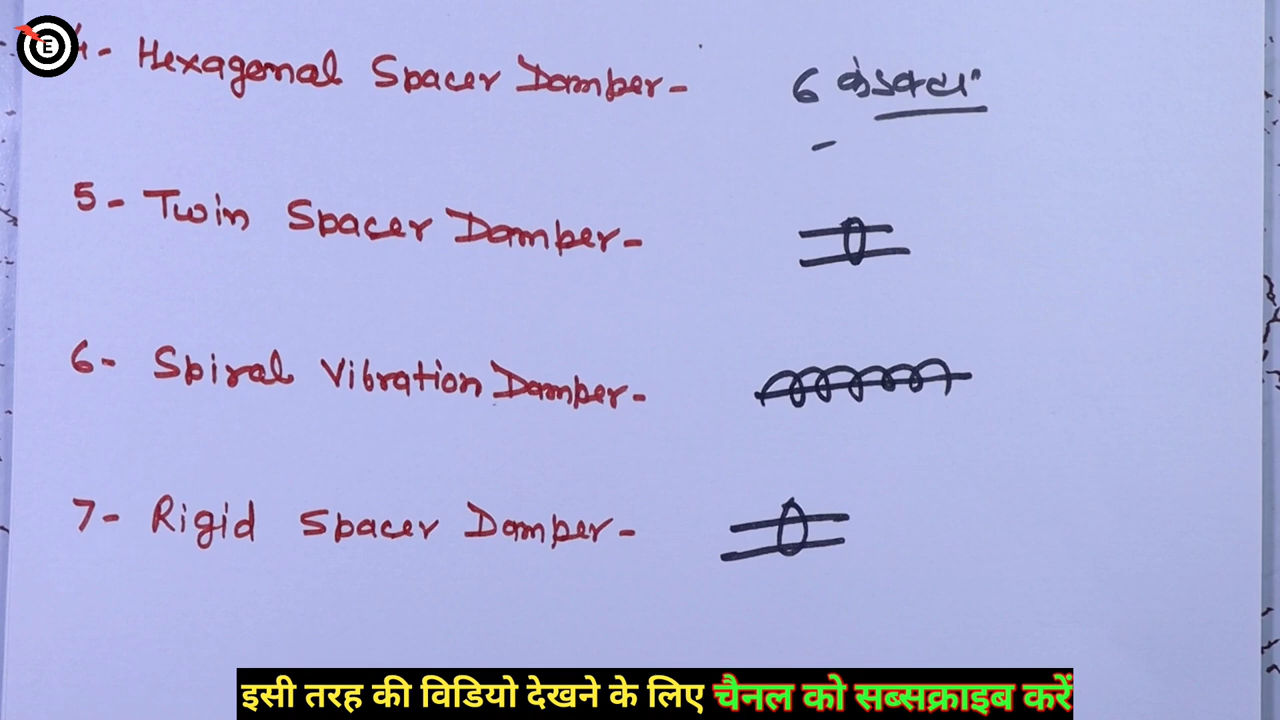 4- Hexagonal Spacer Damper- 6
5- Twin Spacer Damper-
6- Spiral Vibration Damper-
7- Rigid Spacer Damper-
E
इसी तरह की विडियो देखने के लिए चैनल को सब्सक्राइब करें